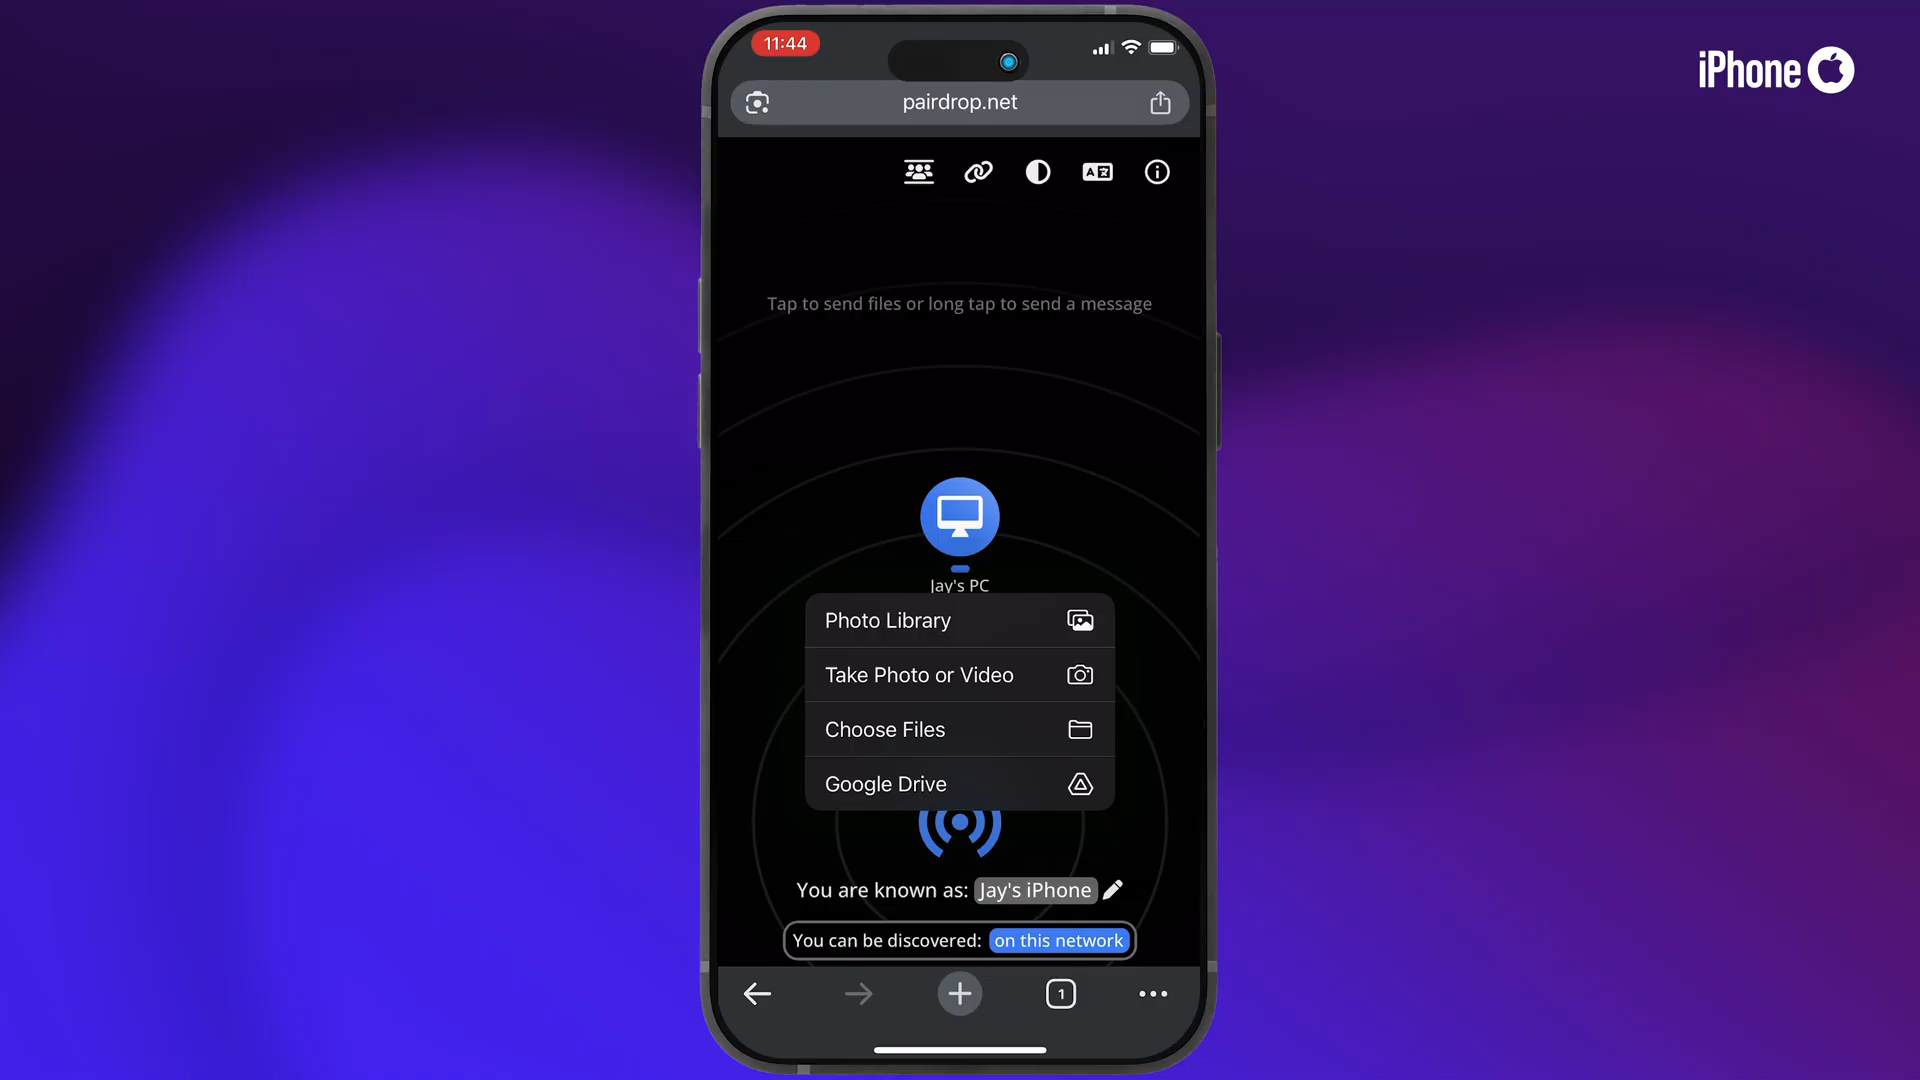 11:44
iPhone
pairdrop.net
Tap to send files or long tap to send a message
Jay's PC
Photo Library
Take Photo or Video
Choose Files
Google Drive
You are known as: Jay's iPhone
You can be discovered: on this network
1